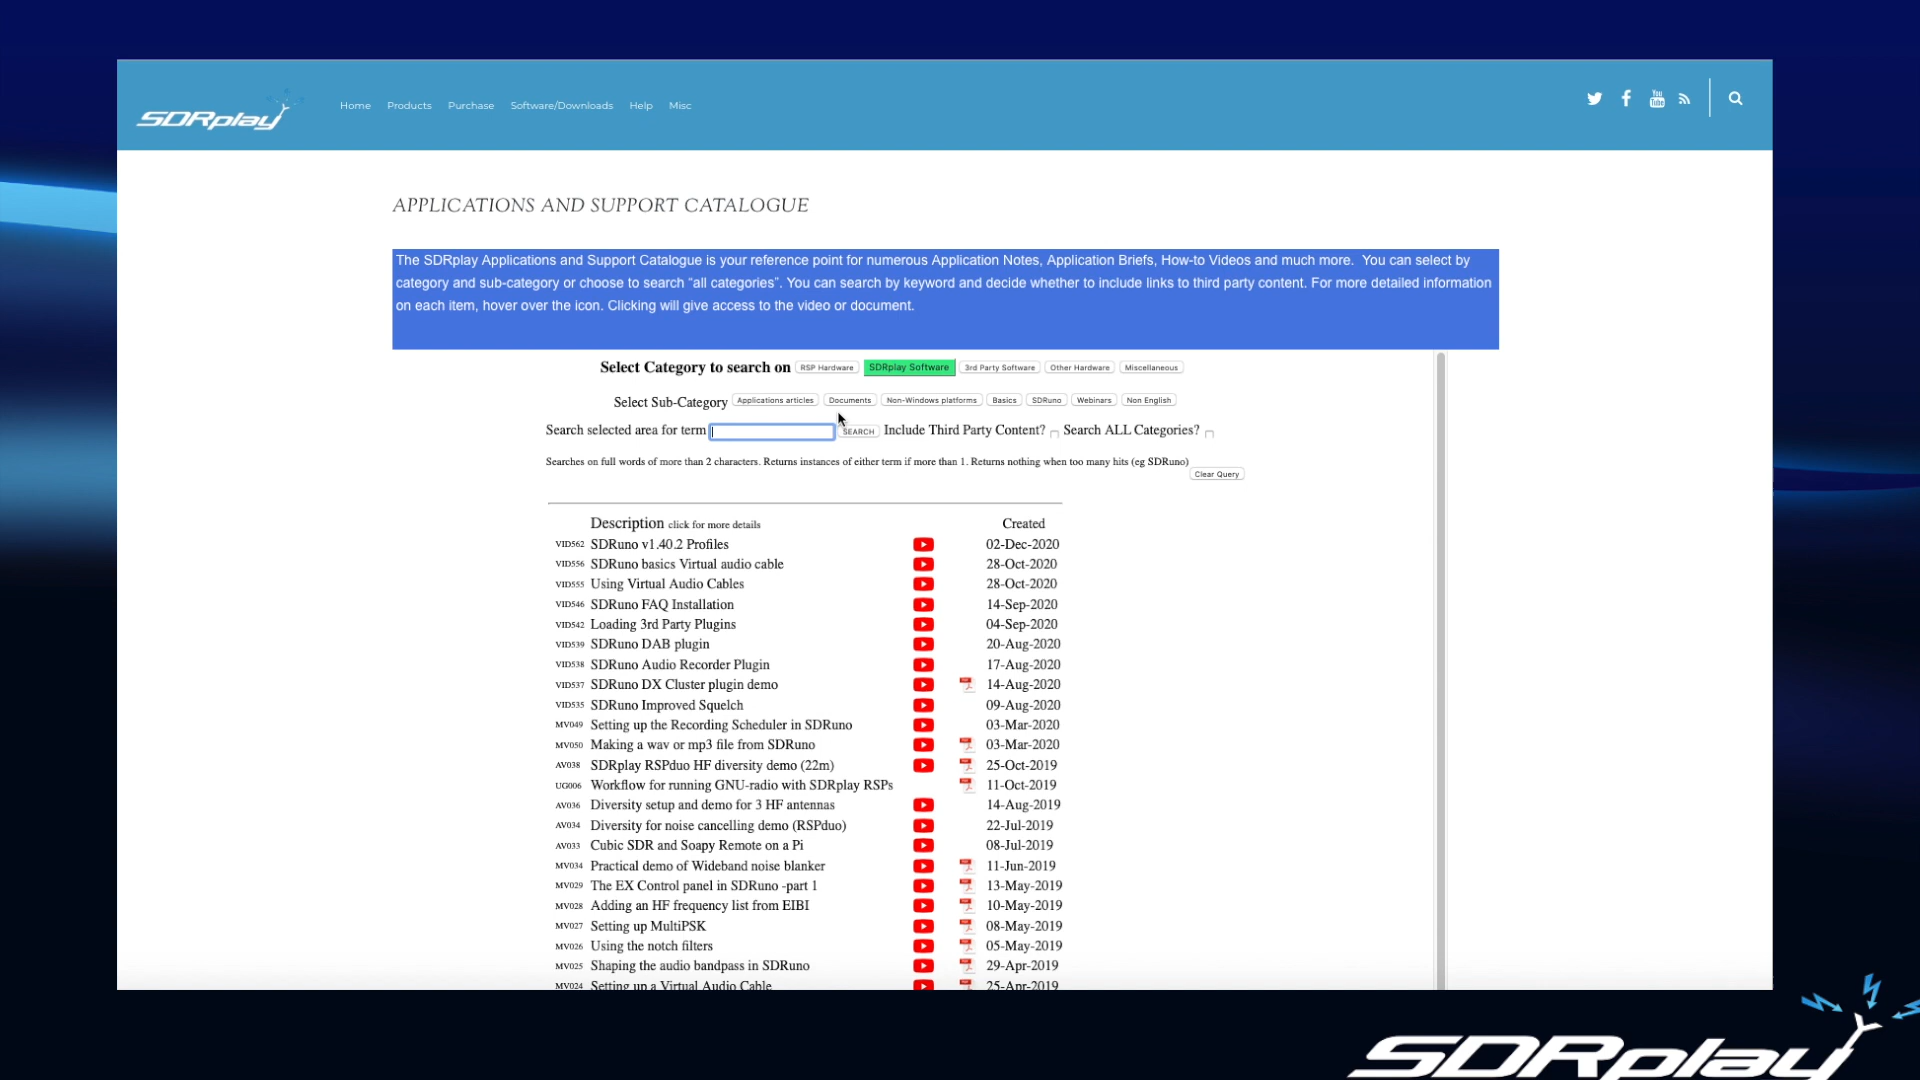 SDRplay
Home Products Purchase Software/Downloads Help Misc
You Tube
APPLICATIONS AND SUPPORT CATALOGUE
The SDRplay Applications and Support Catalogue is your reference point for numerous Application Notes, Application Briefs, How-to Videos and much more. You can select by
category and sub-category or choose to search “all categories”. You can search by keyword and decide whether to include links to third party content. For more detailed information
on each item, hover over the icon. Clicking will give access to the video or document.
Select Category to search on RSP Hardware SDRplay Software 3rd Party Software Other Hardware Miscellaneous
Select Sub-Category Applications articles Documents Non-Windows platforms Basics SDRuno Webinars Non English
Search selected area for term SEARCH Include Third Party Content? Search ALL Categories?
Searches on full words of more than 2 characters. Returns instances of either term if more than 1. Returns nothing when too many hits (eg SDRuno)
Clear Query
Description click for more details Created
VID562 SDRuno v1.40.2 Profiles 02-Dec-2020
VID556 SDRuno basics Virtual audio cable 28-Oct-2020
VID555 Using Virtual Audio Cables 28-Oct-2020
VID546 SDRuno FAQ Installation 14-Sep-2020
VID542 Loading 3rd Party Plugins 04-Sep-2020
VID539 SDRuno DAB plugin 20-Aug-2020
VID538 SDRuno Audio Recorder Plugin 17-Aug-2020
VID537 SDRuno DX Cluster plugin demo 14-Aug-2020
VID535 SDRuno Improved Squelch 09-Aug-2020
MV049 Setting up the Recording Scheduler in SDRuno 03-Mar-2020
MV050 Making a wav or mp3 file from SDRuno 03-Mar-2020
AV038 SDRplay RSPduo HF diversity demo (22m) 25-Oct-2019
UG006 Workflow for running GNU-radio with SDRplay RSPs 11-Oct-2019
AV036 Diversity setup and demo for 3 HF antennas 14-Aug-2019
AV034 Diversity for noise cancelling demo (RSPduo) 22-Jul-2019
AV033 Cubic SDR and Soapy Remote on a Pi 08-Jul-2019
MV034 Practical demo of Wideband noise blanker 11-Jun-2019
MV029 The EX Control panel in SDRuno -part 1 13-May-2019
MV028 Adding an HF frequency list from EIBI 10-May-2019
MV027 Setting up MultiPSK 08-May-2019
MV026 Using the notch filters 05-May-2019
MV025 Shaping the audio bandpass in SDRuno 29-Apr-2019
MV024 Setting up a Virtual Audio Cable 25-Apr-2019
SDRplay